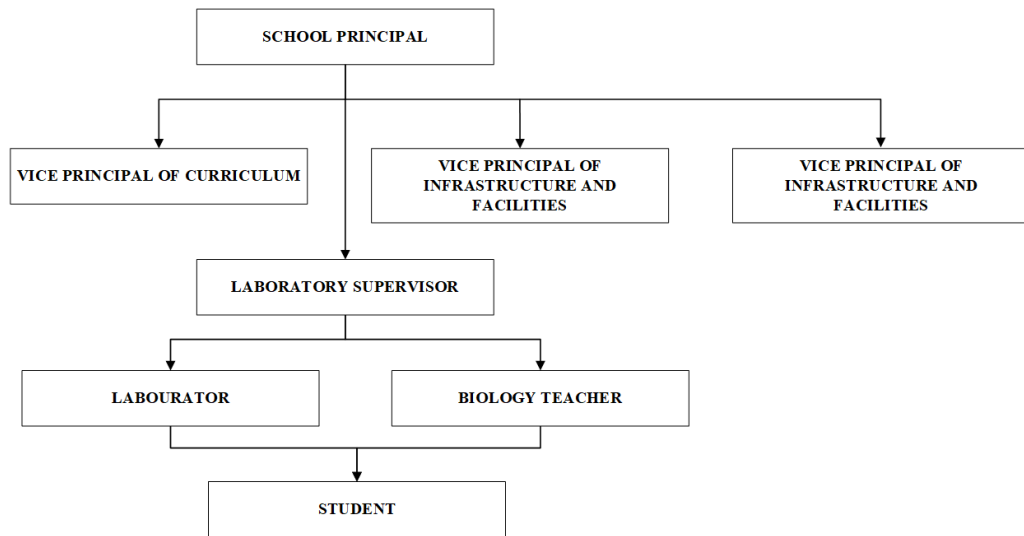 SCHOOL PRINCIPAL
VICE PRINCIPAL OF CURRICULUM
VICE PRINCIPAL OF
INFRASTRUCTURE AND
FACILITIES
VICE PRINCIPAL OF
INFRASTRUCTURE AND
FACILITIES
LABORATORY SUPERVISOR
LABOURATOR
BIOLOGY TEACHER
STUDENT